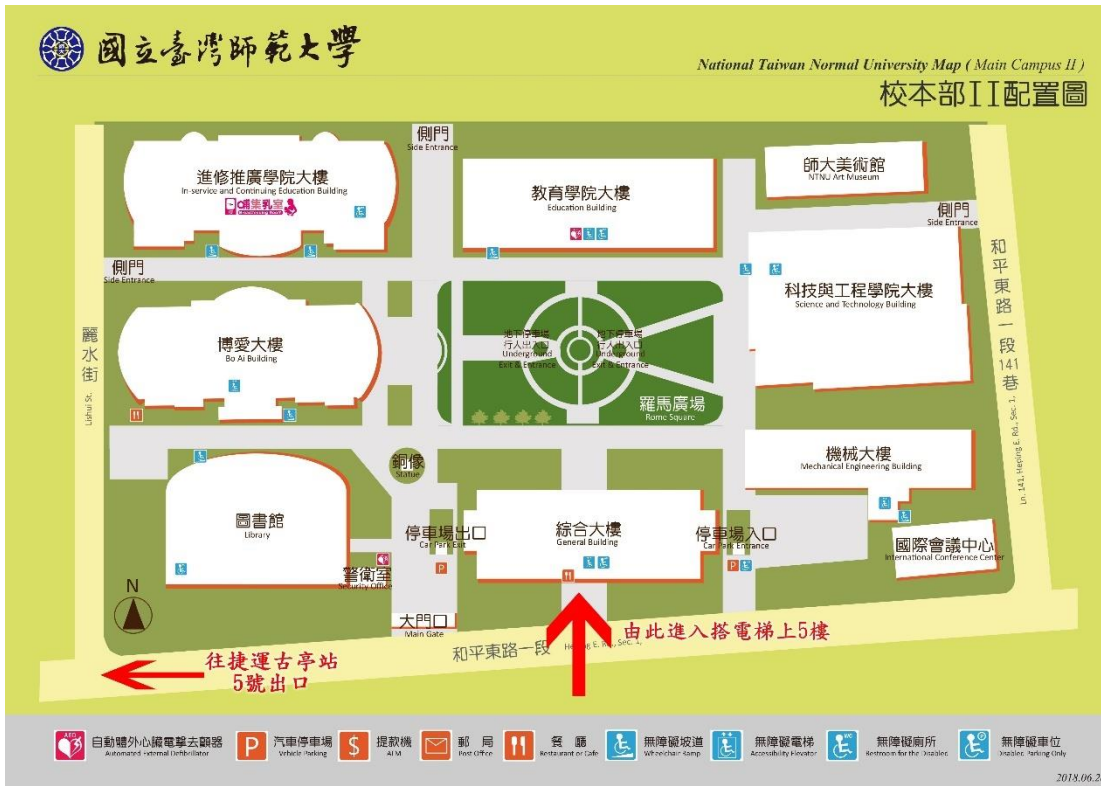 國立臺灣師範大學
National Taiwan Normal University Map ( Main Campus II )
校本部II配置圖
側門
Side Entrance
進修推廣學院大樓
In-service and Continuing Education Building
哺集乳室
教育學院大樓
Education Building
師大美術館
NTNU Art Museum
側門
Side Entrance
側門
Side Entrance
和平東路一段141巷
Ln. 141, Heping E. Rd., Sec. 1,
科技與工程學院大樓
Science and Technology Building
麗水街
Lishui St.
博愛大樓
Bo Ai Building
地下停車場
行人出入口
Underground
Exit & Entrance
地下停車場
行人出入口
Underground
Exit & Entrance
羅馬廣場
Rome Square
銅像
Statue
機械大樓
Mechanical Engineering Building
圖書館
Library
停車場出口
Car Park Exit
P
綜合大樓
General Building
停車場入口
Car Park Entrance
P
國際會議中心
International Conference Center
警衛室
Security Office
N
大門口
Main Gate
和平東路一段
Heping E. Rd., Sec. 1,
由此進入搭電梯上5樓
往捷運古亭站
5號出口
AED
自動體外心臟電擊去顫器
Automated External Defibrillator
P
汽車停車場
Vehicle Parking
$
提款機
ATM
郵 局
Post Office
餐 廳
Restaurant or Cafe
無障礙坡道
Wheelchair Ramp
無障礙電梯
Accessibility Elevator
無障礙廁所
Restroom for the Disabled
無障礙車位
Disabled Parking Only